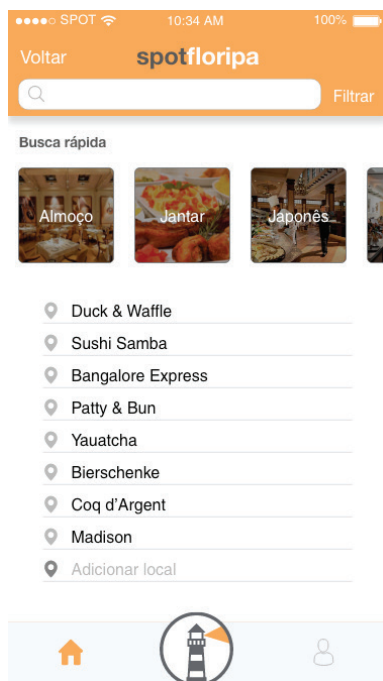 SPOT 10:34 AM 100%
Voltar spotfloripa
Filtrar
Busca rápida
Almoço Jantar Japonês
Duck & Waffle
Sushi Samba
Bangalore Express
Patty & Bun
Yauatcha
Bierschenke
Coq d'Argent
Madison
Adicionar local